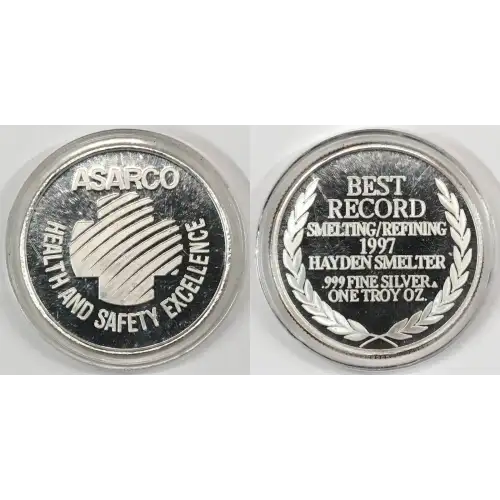 ASARCO
HEALTH AND SAFETY EXCELLENCE
BEST
RECORD
SMELTING/REFINING
1997
HAYDEN SMELTER
.999 FINE SILVER
ONE TROY OZ.